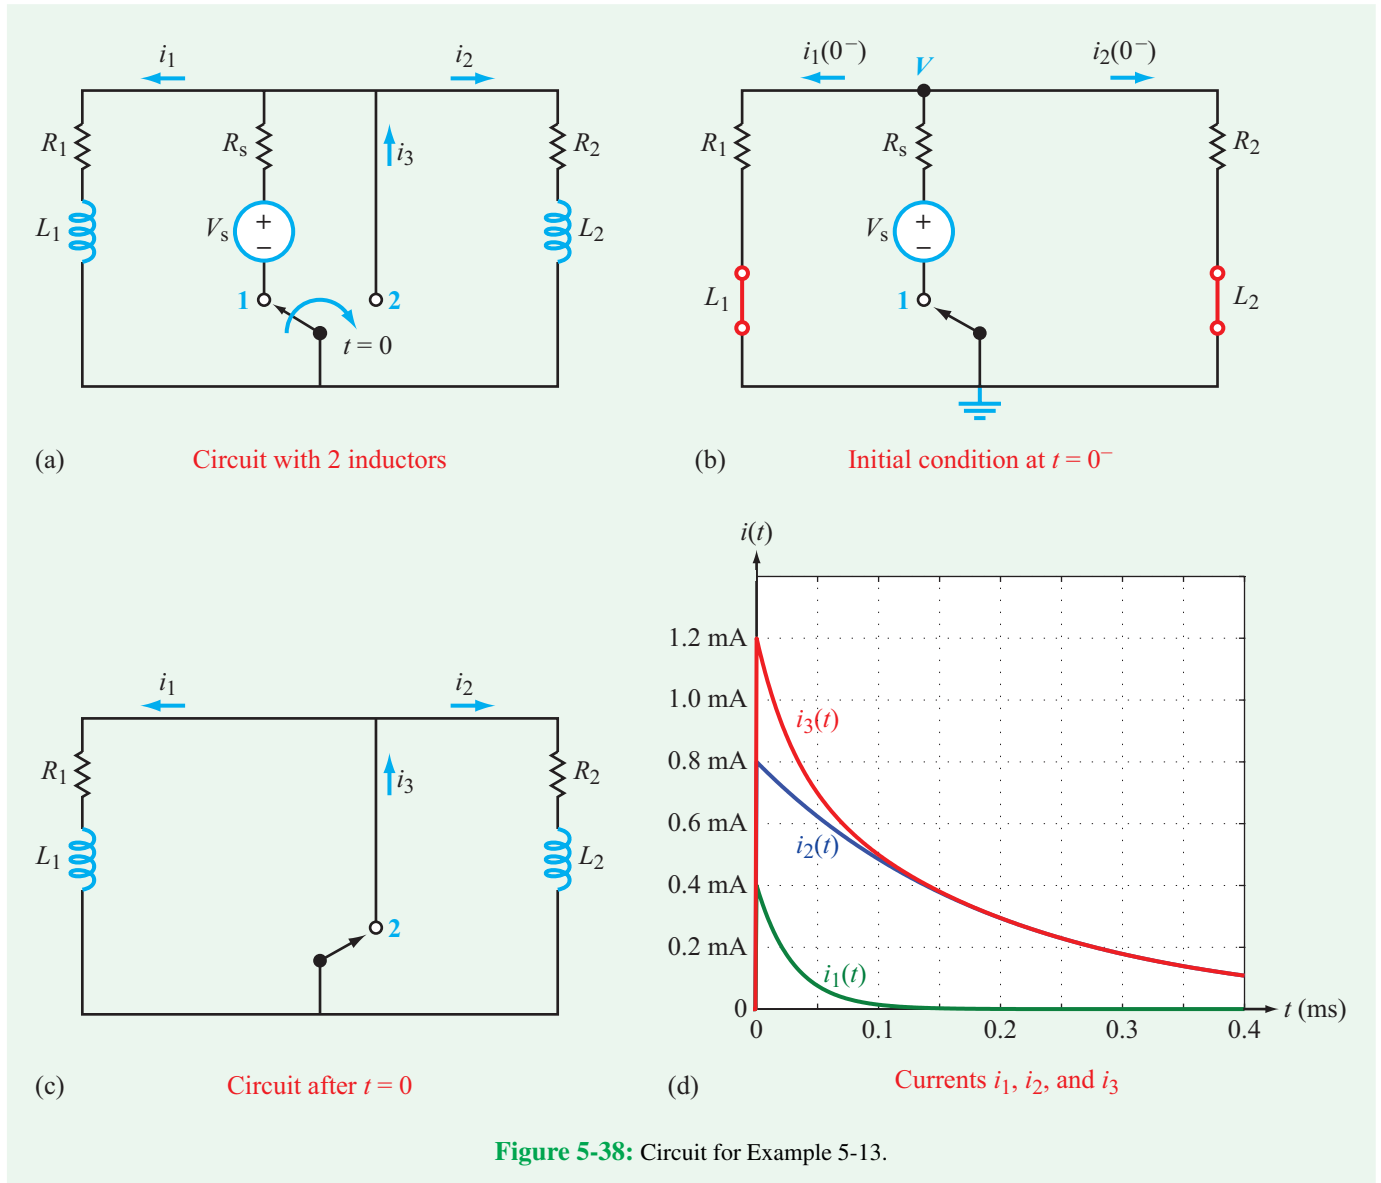 i₁ i₂
R₁ Rₛ i₃ R₂
L₁ Vₛ + − L₂
1 2
t = 0
(a) Circuit with 2 inductors
i₁(0⁻) V i₂(0⁻)
R₁ Rₛ R₂
Vₛ + −
L₁ 1 L₂
(b) Initial condition at t = 0⁻
i₁ i₂
R₁ i₃ R₂
L₁ L₂
2
(c) Circuit after t = 0
i(t)
1.2 mA
1.0 mA
i₃(t)
0.8 mA
0.6 mA
i₂(t)
0.4 mA
0.2 mA
i₁(t)
0
t (ms)
0 0.1 0.2 0.3 0.4
(d) Currents i₁, i₂, and i₃
Figure 5-38: Circuit for Example 5-13.